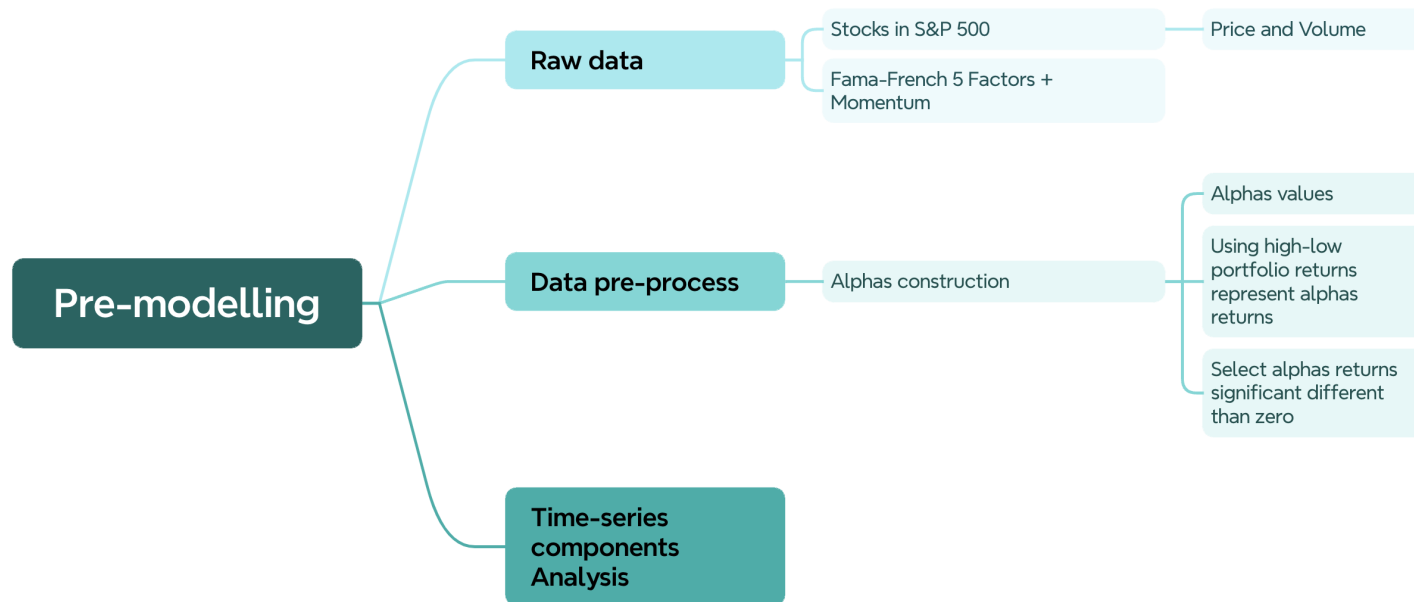 Pre-modelling
Raw data
Stocks in S&P 500
Price and Volume
Fama-French 5 Factors +
Momentum
Data pre-process
Alphas construction
Alphas values
Using high-low
portfolio returns
represent alphas
returns
Select alphas returns
significant different
than zero
Time-series
components
Analysis